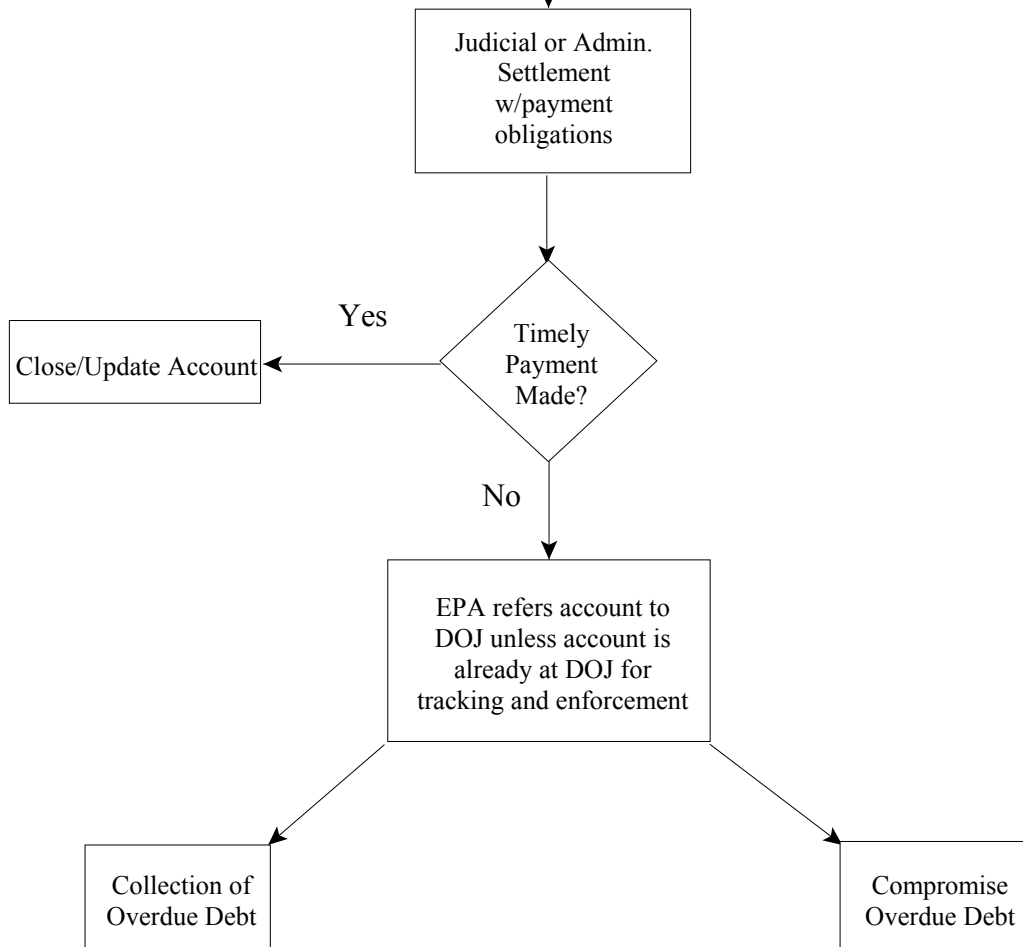 Judicial or Admin.
Settlement
w/payment
obligations
Yes
Timely
Payment
Made?
Close/Update Account
No
EPA refers account to
DOJ unless account is
already at DOJ for
tracking and enforcement
Collection of
Overdue Debt
Compromise
Overdue Debt